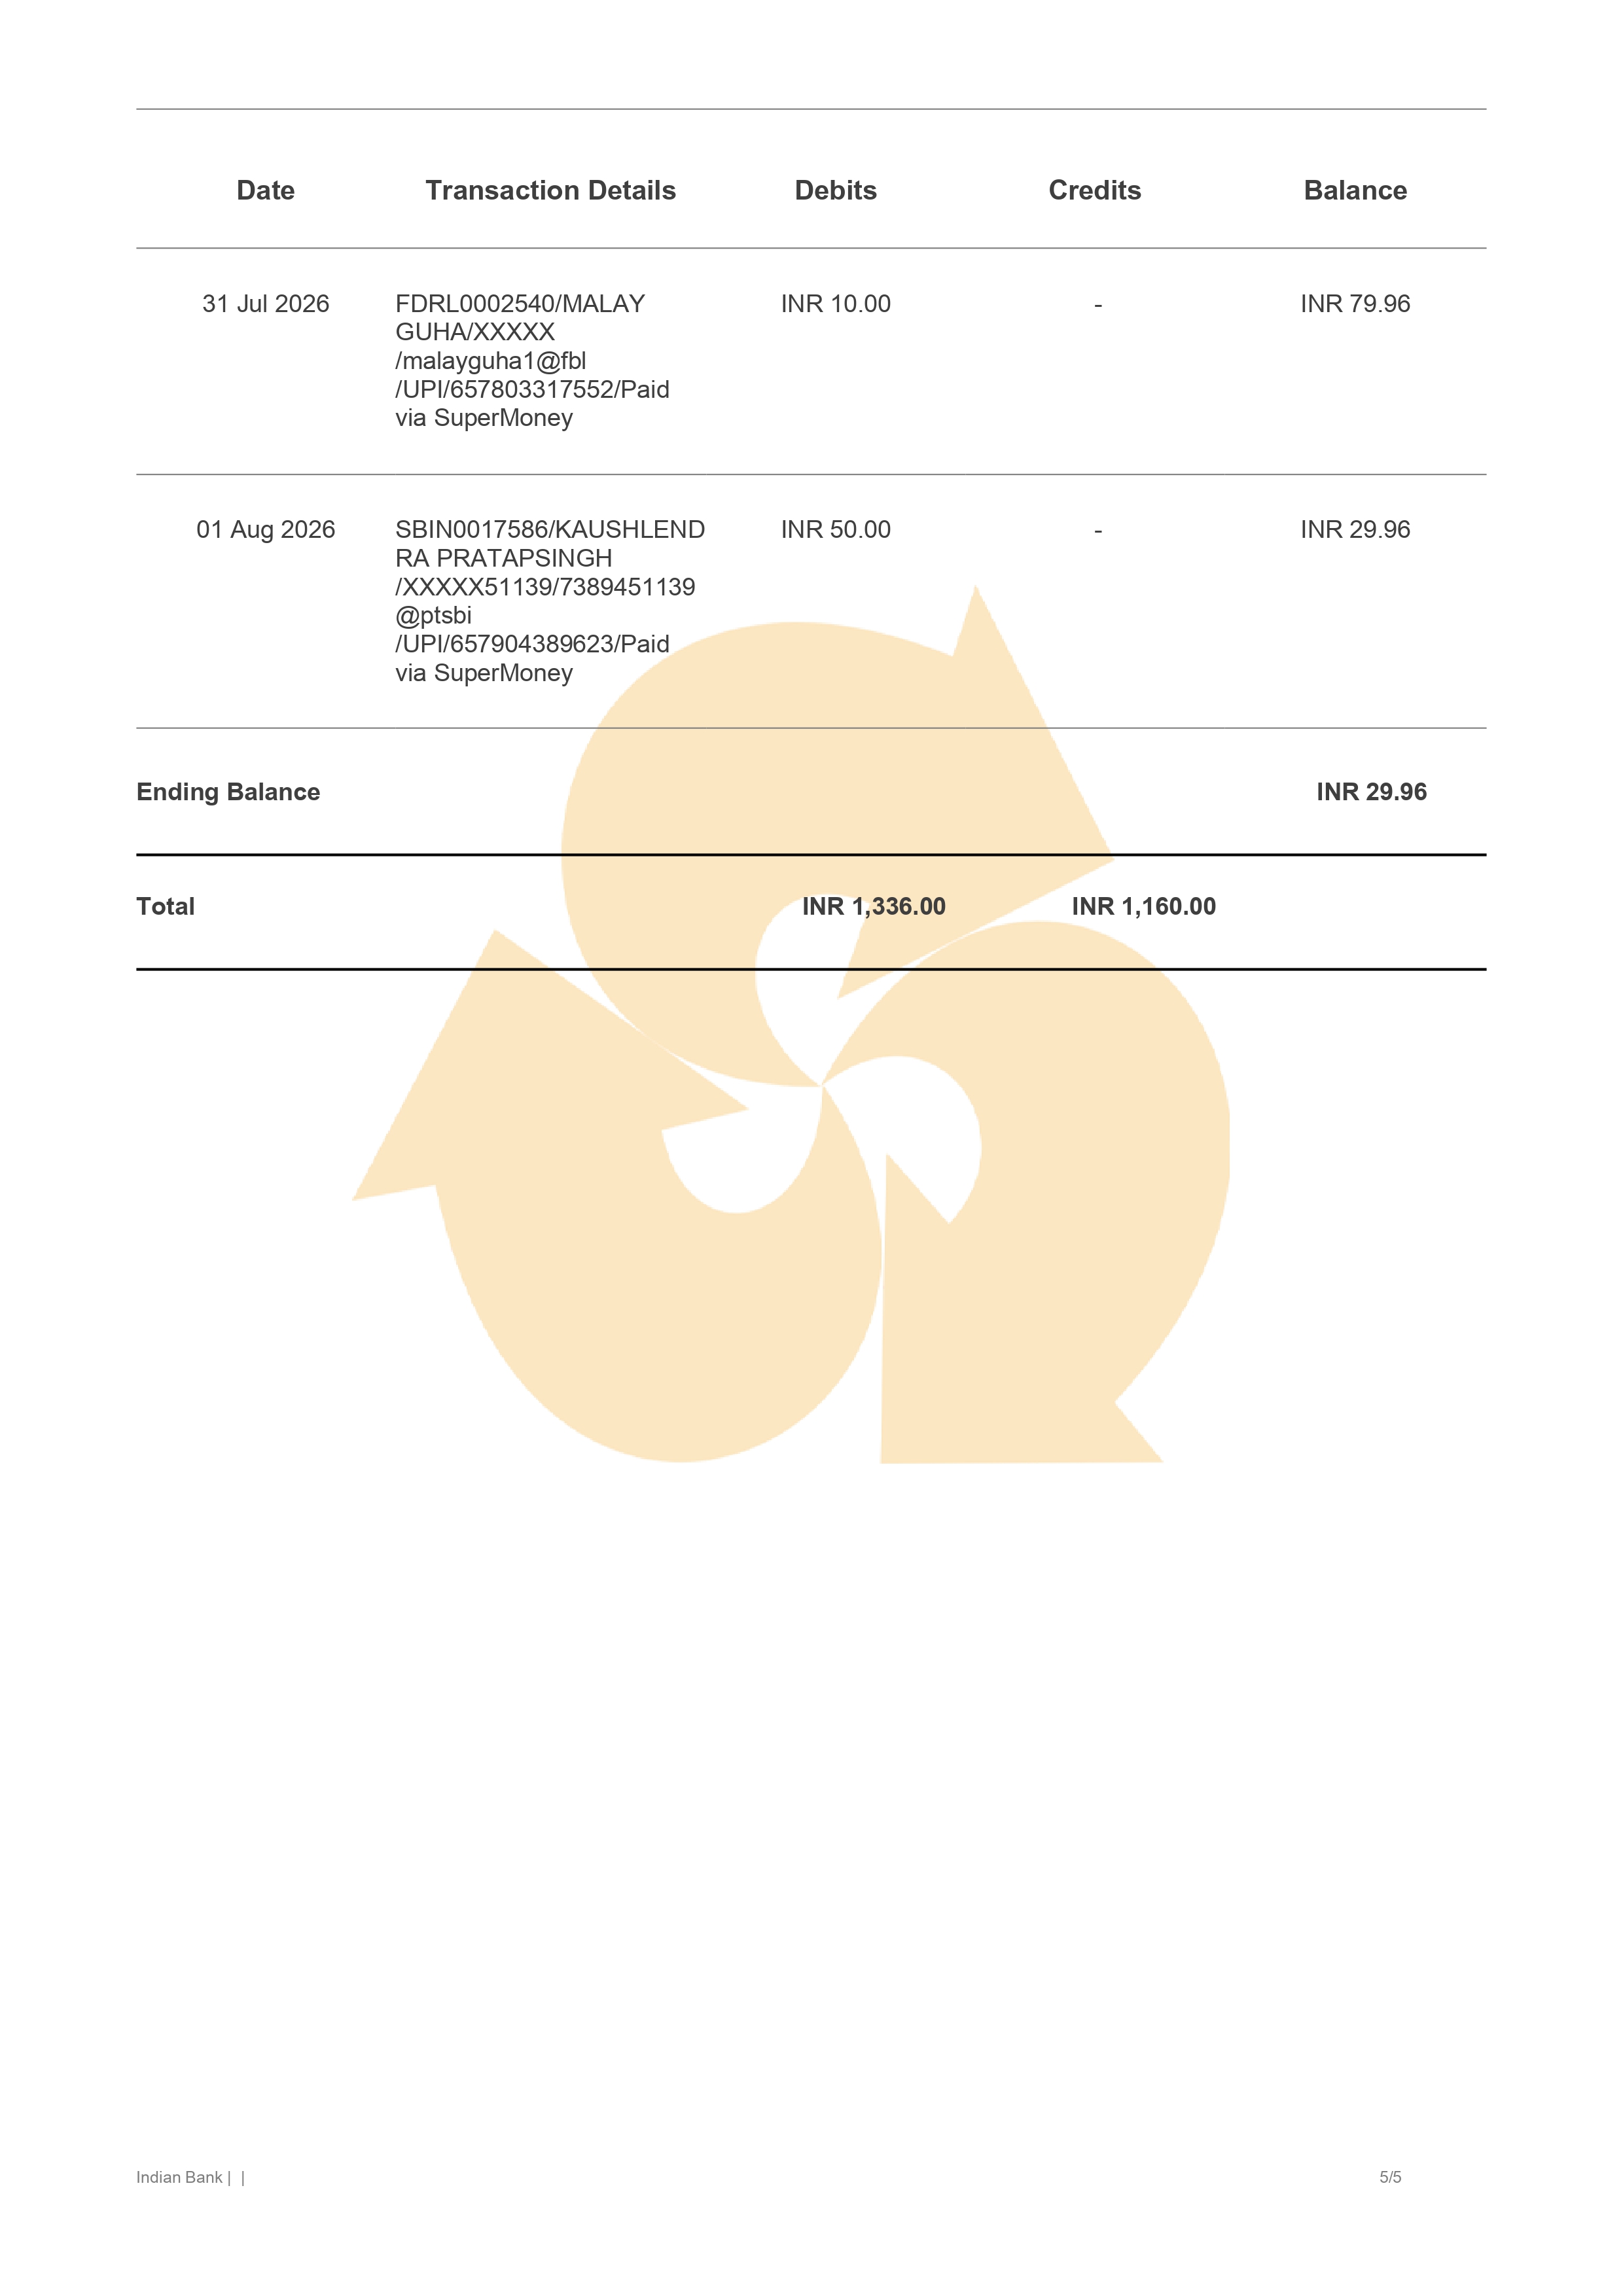 Date Transaction Details Debits Credits Balance
31 Jul 2026 FDRL0002540/MALAY INR 10.00 - INR 79.96
GUHA/XXXXX
/malayguha1@fbl
/UPI/657803317552/Paid
via SuperMoney
01 Aug 2026 SBIN0017586/KAUSHLEND INR 50.00 - INR 29.96
RA PRATAPSINGH
/XXXXX51139/7389451139
@ptsbi
/UPI/657904389623/Paid
via SuperMoney
Ending Balance INR 29.96
Total INR 1,336.00 INR 1,160.00
Indian Bank | | 5/5